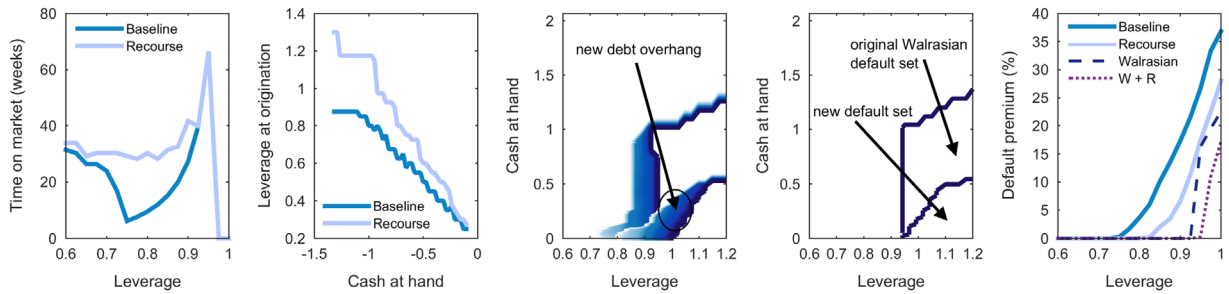 80
60
40
20
0
0.6
0.7
0.8
0.9
1
Time on market (weeks)
Leverage
Baseline
Recourse
1.4
1.2
1
0.8
0.6
0.4
0.2
-1.5
-1
-0.5
0
Leverage at origination
Cash at hand
Baseline
Recourse
2
1.5
1
0.5
0
0.6
0.7
0.8
0.9
1
1.1
1.2
Cash at hand
Leverage
new debt overhang
2
1.5
1
0.5
0
0.6
0.7
0.8
0.9
1
1.1
1.2
Cash at hand
Leverage
original Walrasian
default set
new default set
40
35
30
25
20
15
10
5
0
0.6
0.7
0.8
0.9
1
Default premium (%)
Leverage
Baseline
Recourse
Walrasian
W + R